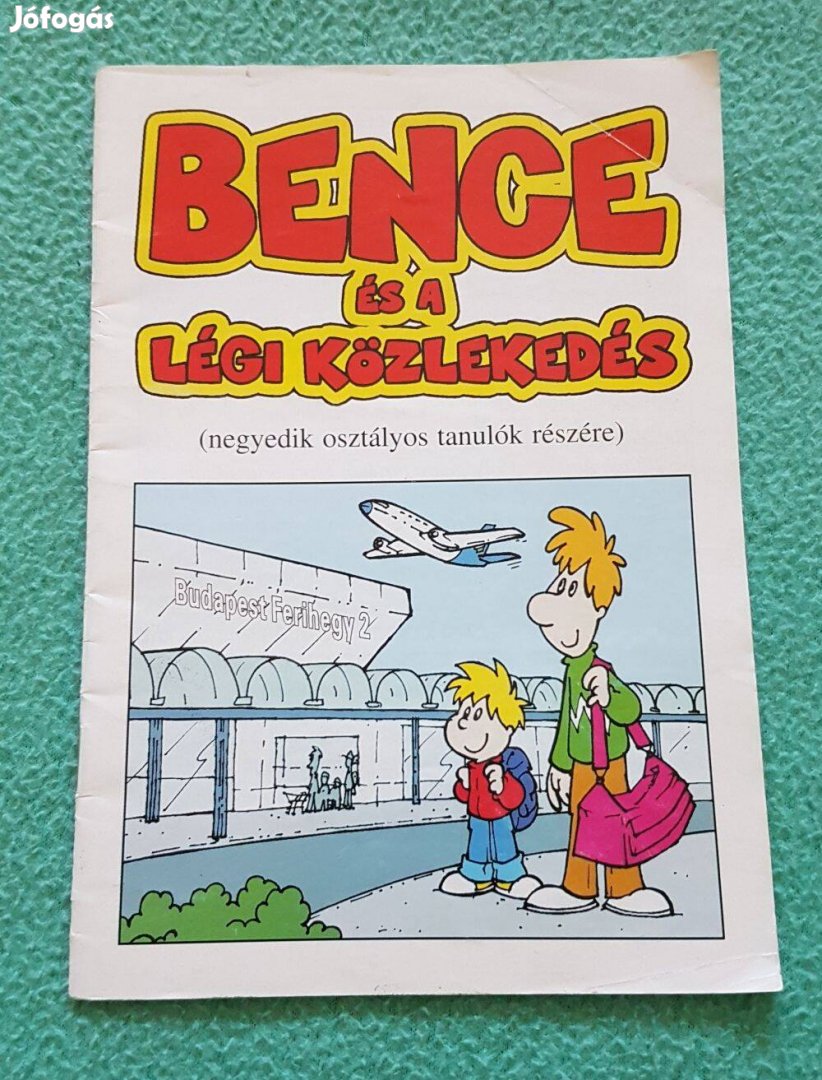 Jófogás
BENCE
ÉS A
LÉGI KÖZLEKEDÉS
(negyedik osztályos tanulók részére)
Budapest Ferihegy 2